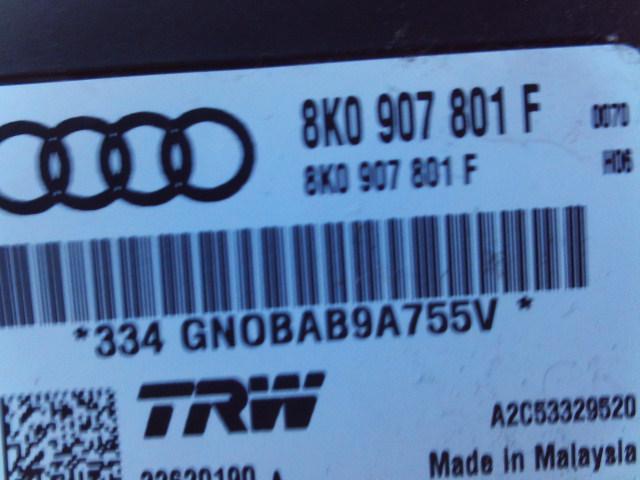 8K0 907 801 F 0070
8K0 907 801 F H06
*334 GNOBAB9A755V *
TRW
A2C53329520
Made in Malaysia